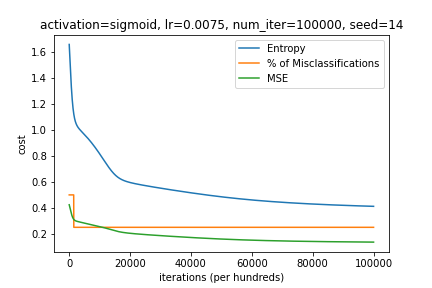 activation=sigmoid, lr=0.0075, num_iter=100000, seed=14
Entropy
% of Misclassifications
MSE
cost
1.6
1.4
1.2
1.0
0.8
0.6
0.4
0.2
0
20000
40000
60000
80000
100000
iterations (per hundreds)